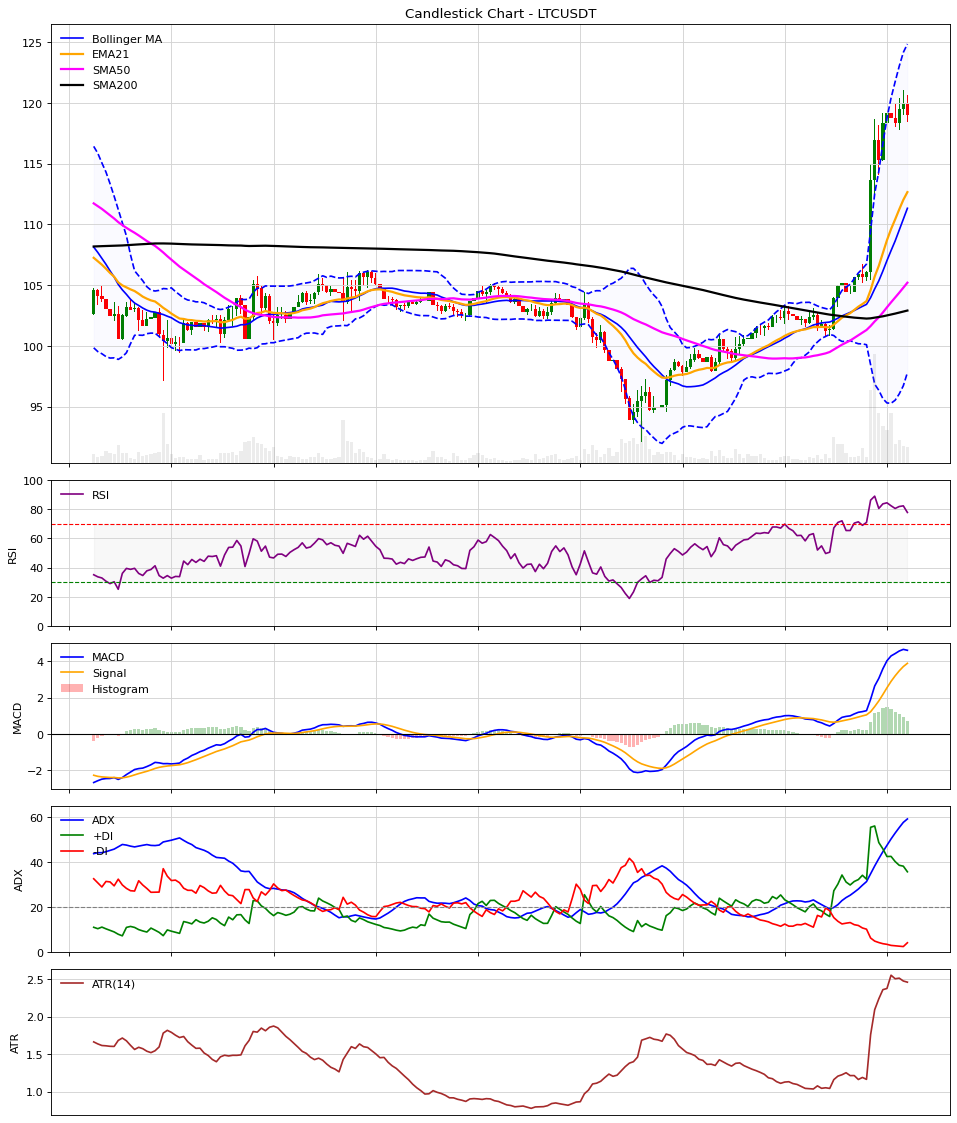 Candlestick Chart - LTCUSDT
Bollinger MA
EMA21
SMA50
SMA200
125
120
115
110
105
100
95
RSI
100
80
60
40
20
0
RSI
MACD
Signal
Histogram
4
2
0
−2
MACD
ADX
+DI
-DI
60
40
20
0
ADX
ATR(14)
2.5
2.0
1.5
1.0
ATR